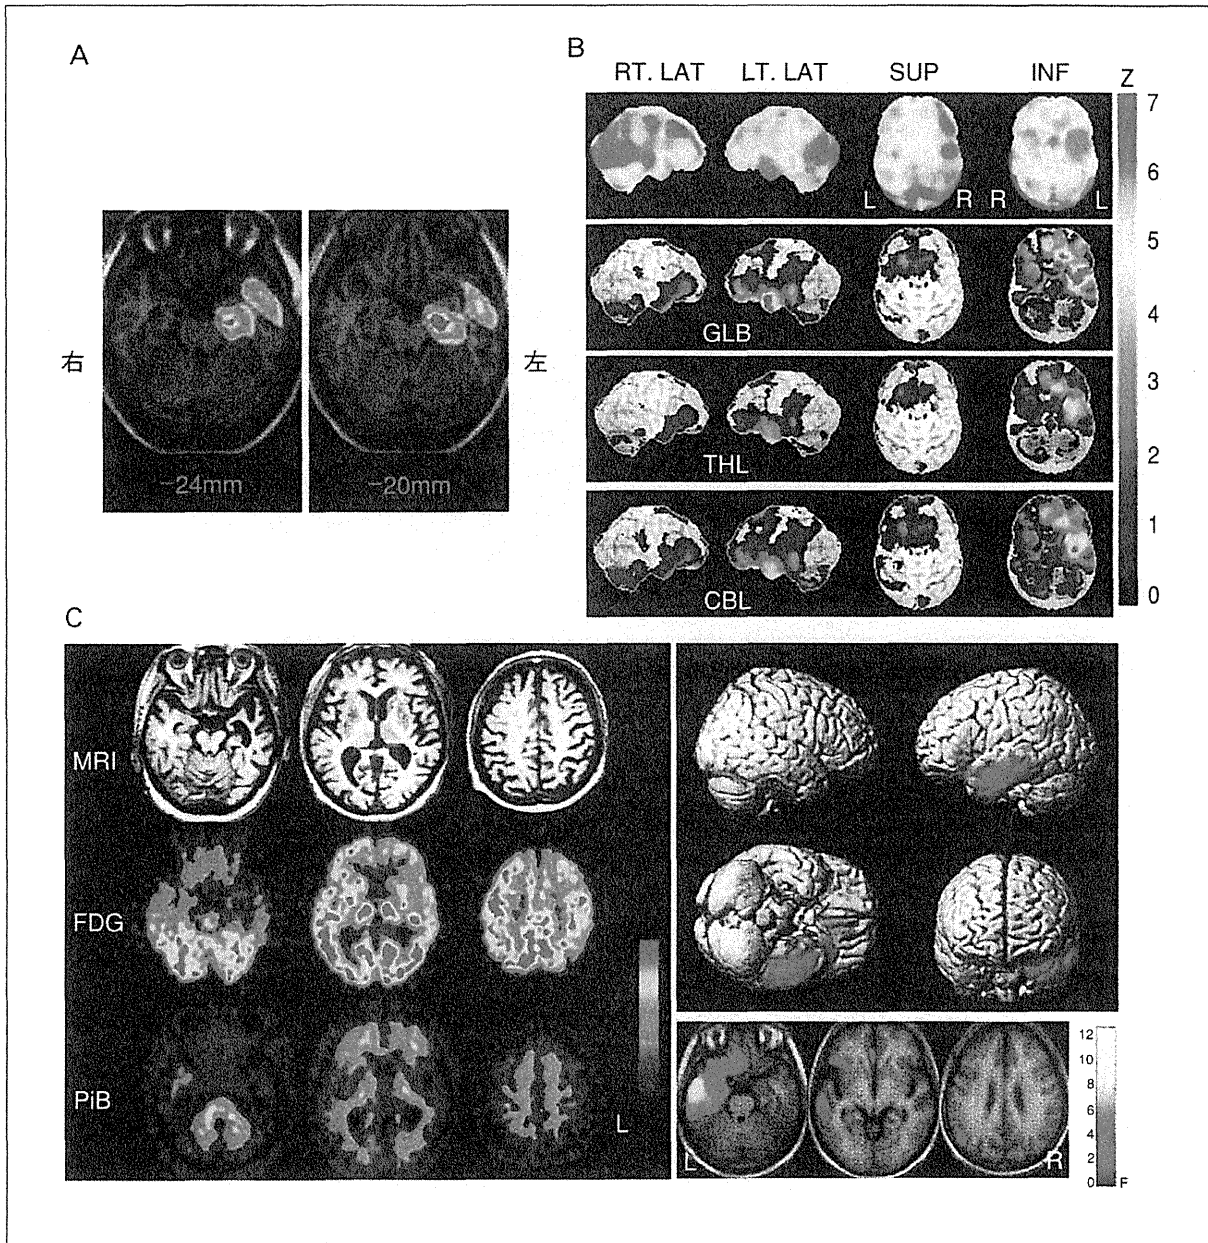 A
右
左
−24mm
−20mm
B
RT. LAT
LT. LAT
SUP
INF
Z
7
6
5
4
3
2
1
0
L
R
R
L
GLB
THL
CBL
C
MRI
FDG
PiB
L
L
R
12
10
8
6
4
2
0
F